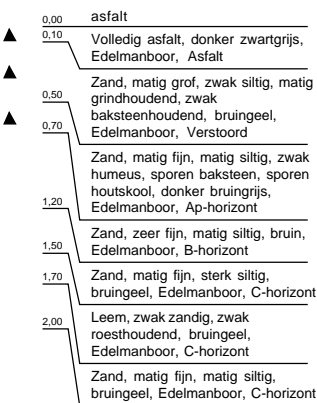 0,00
asfalt
0,10
Volledig asfalt, donker zwartgrijs,
Edelmanboor, Asfalt
Zand, matig grof, zwak siltig, matig
grindhoudend, zwak
baksteenhoudend, bruingeel,
Edelmanboor, Verstoord
0,50
0,70
Zand, matig fijn, matig siltig, zwak
humeus, sporen baksteen, sporen
houtskool, donker bruingrijs,
Edelmanboor, Ap-horizont
1,20
Zand, zeer fijn, matig siltig, bruin,
Edelmanboor, B-horizont
1,50
Zand, matig fijn, sterk siltig,
bruingeel, Edelmanboor, C-horizont
1,70
Leem, zwak zandig, zwak
roesthoudend, bruingeel,
Edelmanboor, C-horizont
2,00
Zand, matig fijn, matig siltig,
bruingeel, Edelmanboor, C-horizont